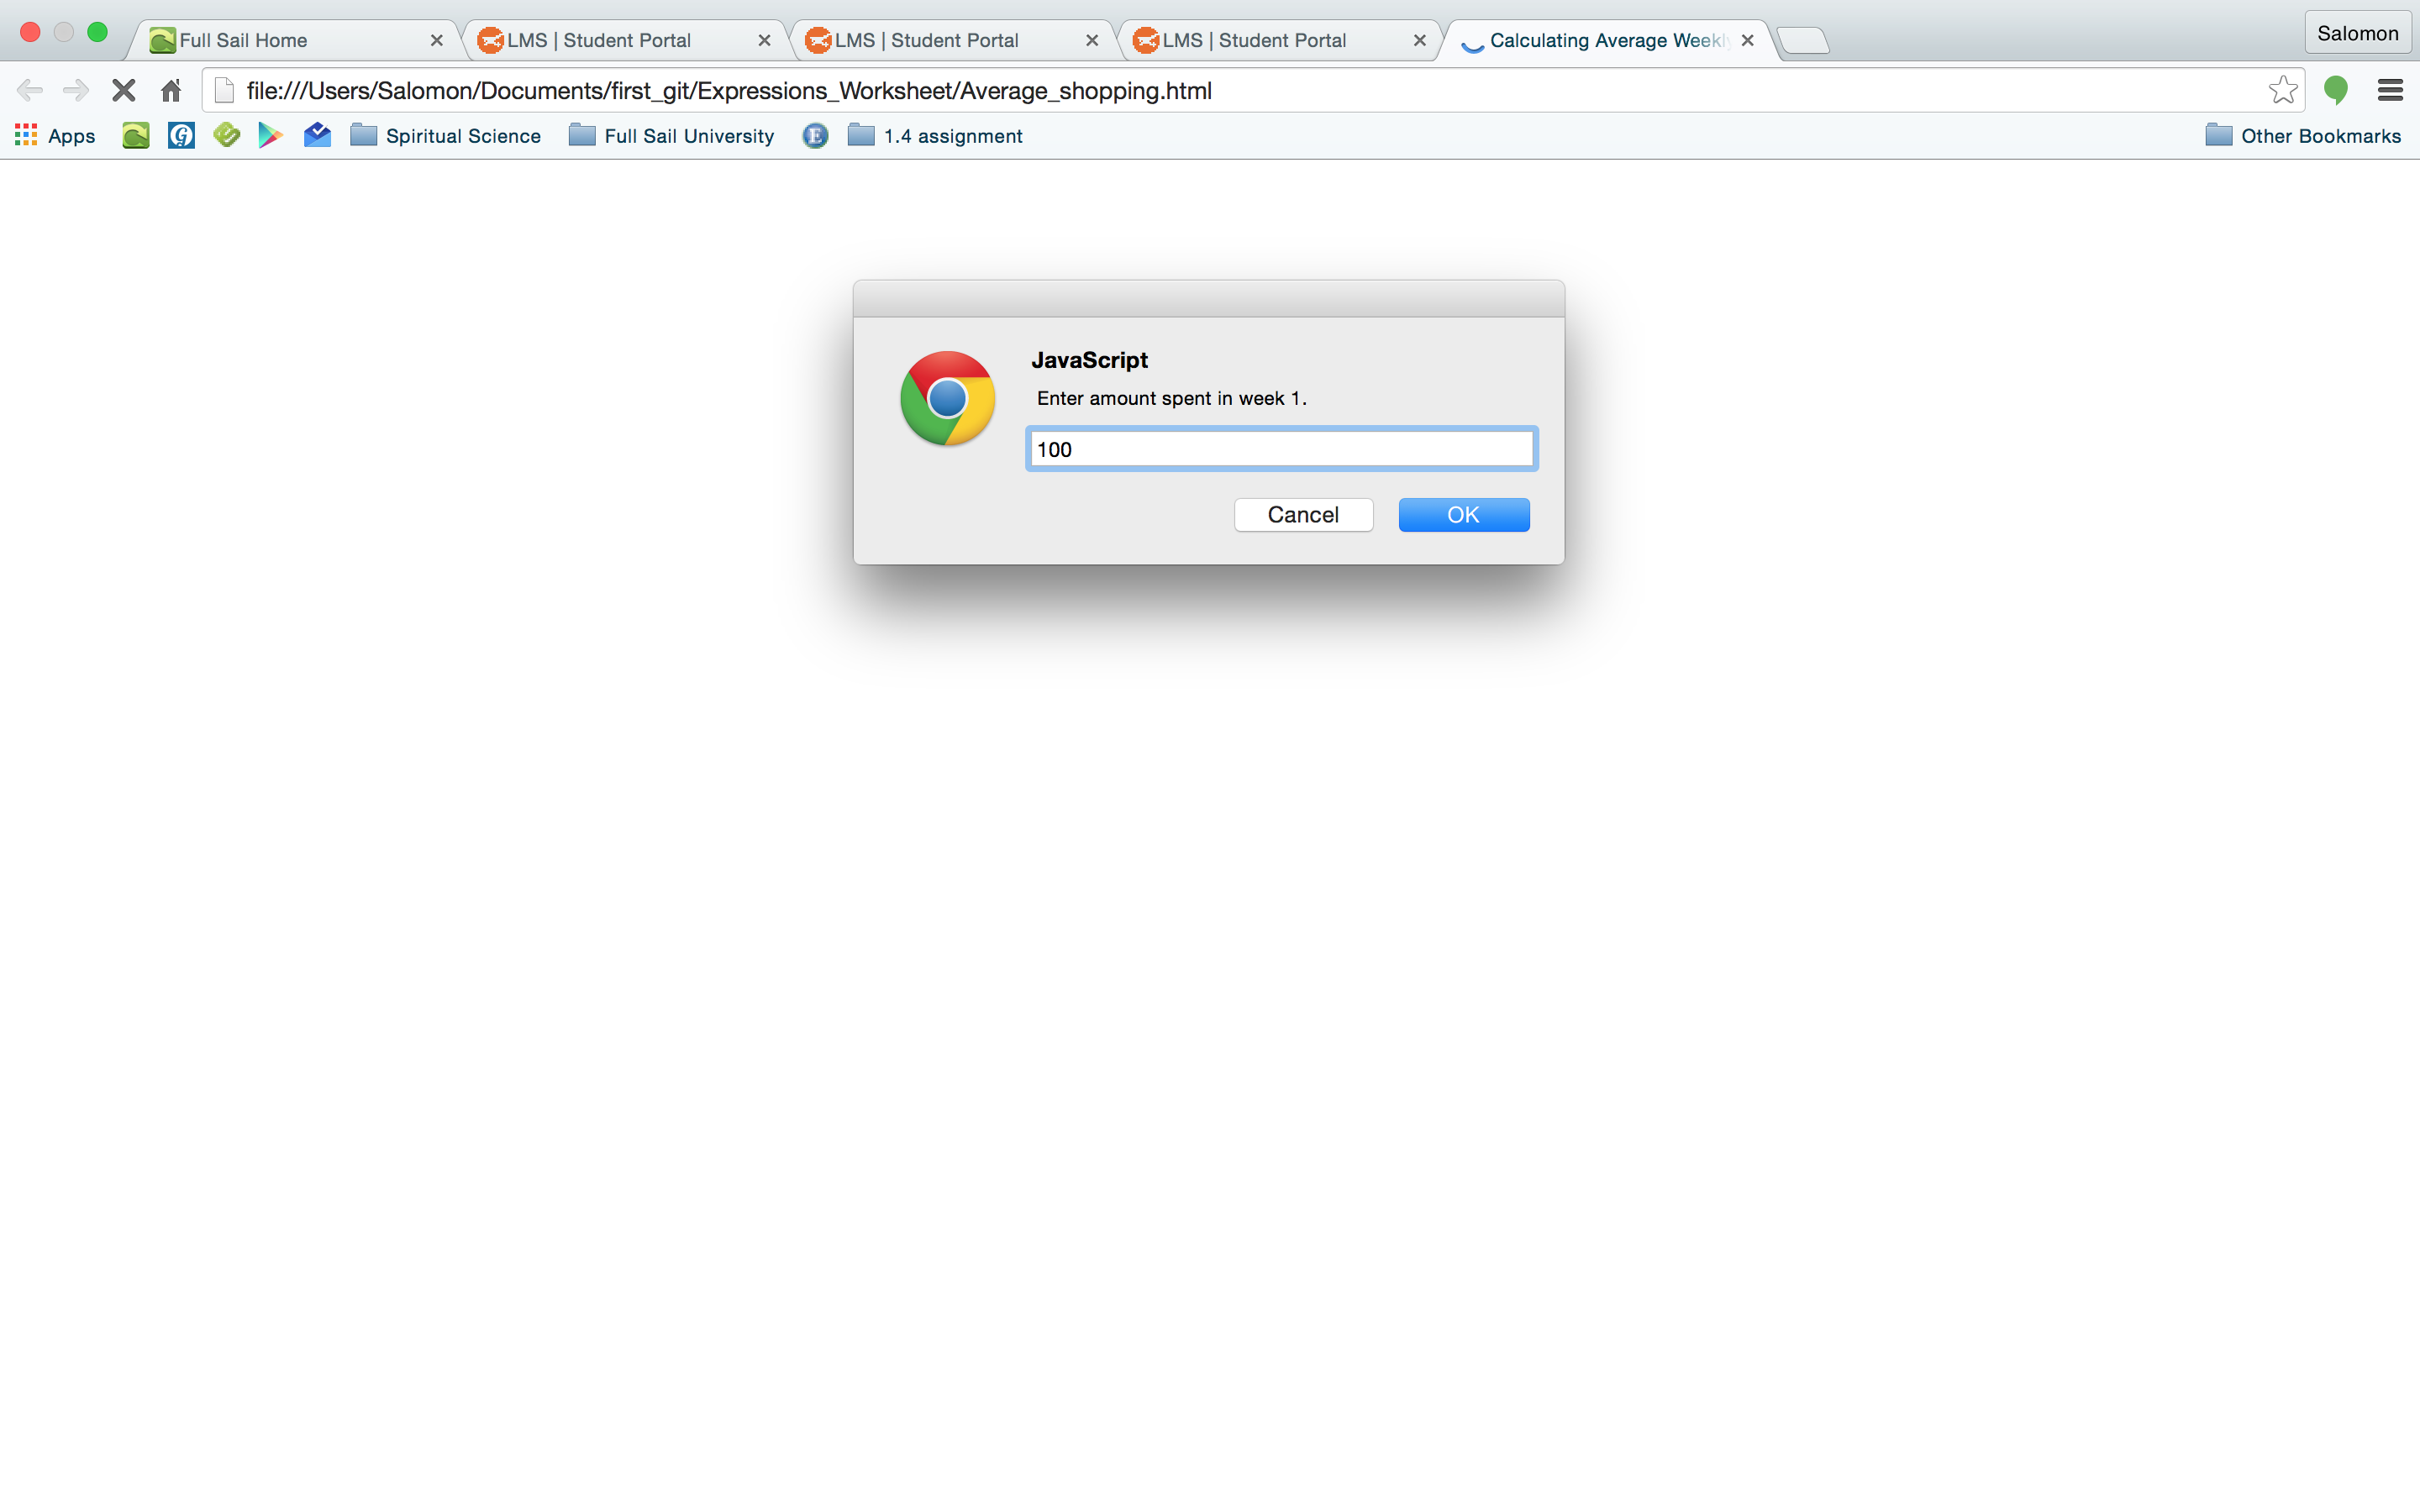 Full Sail Home
LMS | Student Portal
LMS | Student Portal
LMS | Student Portal
Calculating Average Weekly
Salomon
file:///Users/Salomon/Documents/first_git/Expressions_Worksheet/Average_shopping.html
Apps
Spiritual Science
Full Sail University
E
1.4 assignment
Other Bookmarks
JavaScript
Enter amount spent in week 1.
100
Cancel
OK